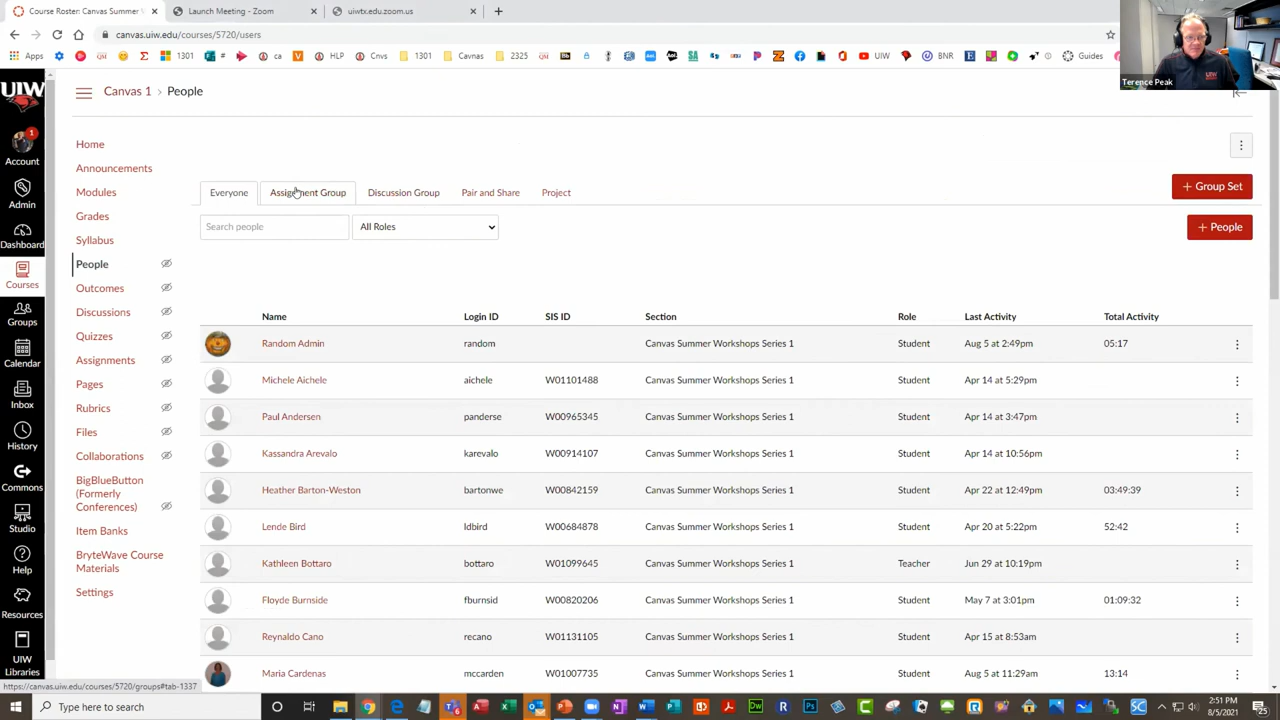 Course Roster: Canvas Summer W
Launch Meeting - Zoom
uiwtx.edu.zoom.us
canvas.uiw.edu/courses/5720/users
Apps
1301
ca
HLP
Cnvs
1301
Cavnas
2325
UIW
BNR
Guides
Terence Peak
UIW
1
Account
Admin
Dashboard
Courses
Groups
Calendar
Inbox
History
Commons
Studio
Help
Resources
UIW
Libraries
Canvas 1 > People
Home
Announcements
Modules
Grades
Syllabus
People
Outcomes
Discussions
Quizzes
Assignments
Pages
Rubrics
Files
Collaborations
BigBlueButton
(Formerly
Conferences)
Item Banks
BryteWave Course
Materials
Settings
Everyone Assignment Group Discussion Group Pair and Share Project
+ Group Set
Search people
All Roles
+ People
Name Login ID SIS ID Section Role Last Activity Total Activity
Random Admin random Canvas Summer Workshops Series 1 Student Aug 5 at 2:49pm 05:17
Michele Aichele aichele W01101488 Canvas Summer Workshops Series 1 Student Apr 14 at 5:29pm
Paul Andersen panderse W00965345 Canvas Summer Workshops Series 1 Student Apr 14 at 3:47pm
Kassandra Arevalo karevalo W00914107 Canvas Summer Workshops Series 1 Student Apr 14 at 10:56pm
Heather Barton-Weston bartonwe W00842159 Canvas Summer Workshops Series 1 Student Apr 22 at 12:49pm 03:49:39
Lende Bird ldbird W00684878 Canvas Summer Workshops Series 1 Student Apr 20 at 5:22pm 52:42
Kathleen Bottaro bottaro W01099645 Canvas Summer Workshops Series 1 Teacher Jun 29 at 10:19pm
Floyde Burnside fburnsid W00820206 Canvas Summer Workshops Series 1 Student May 7 at 3:01pm 01:09:32
Reynaldo Cano recano W01131105 Canvas Summer Workshops Series 1 Student Apr 15 at 8:53am
Maria Cardenas mccarden W01007735 Canvas Summer Workshops Series 1 Student Aug 5 at 11:29am 13:14
https://canvas.uiw.edu/courses/5720/groups#tab-1337
Type here to search
2:51 PM
8/5/2021